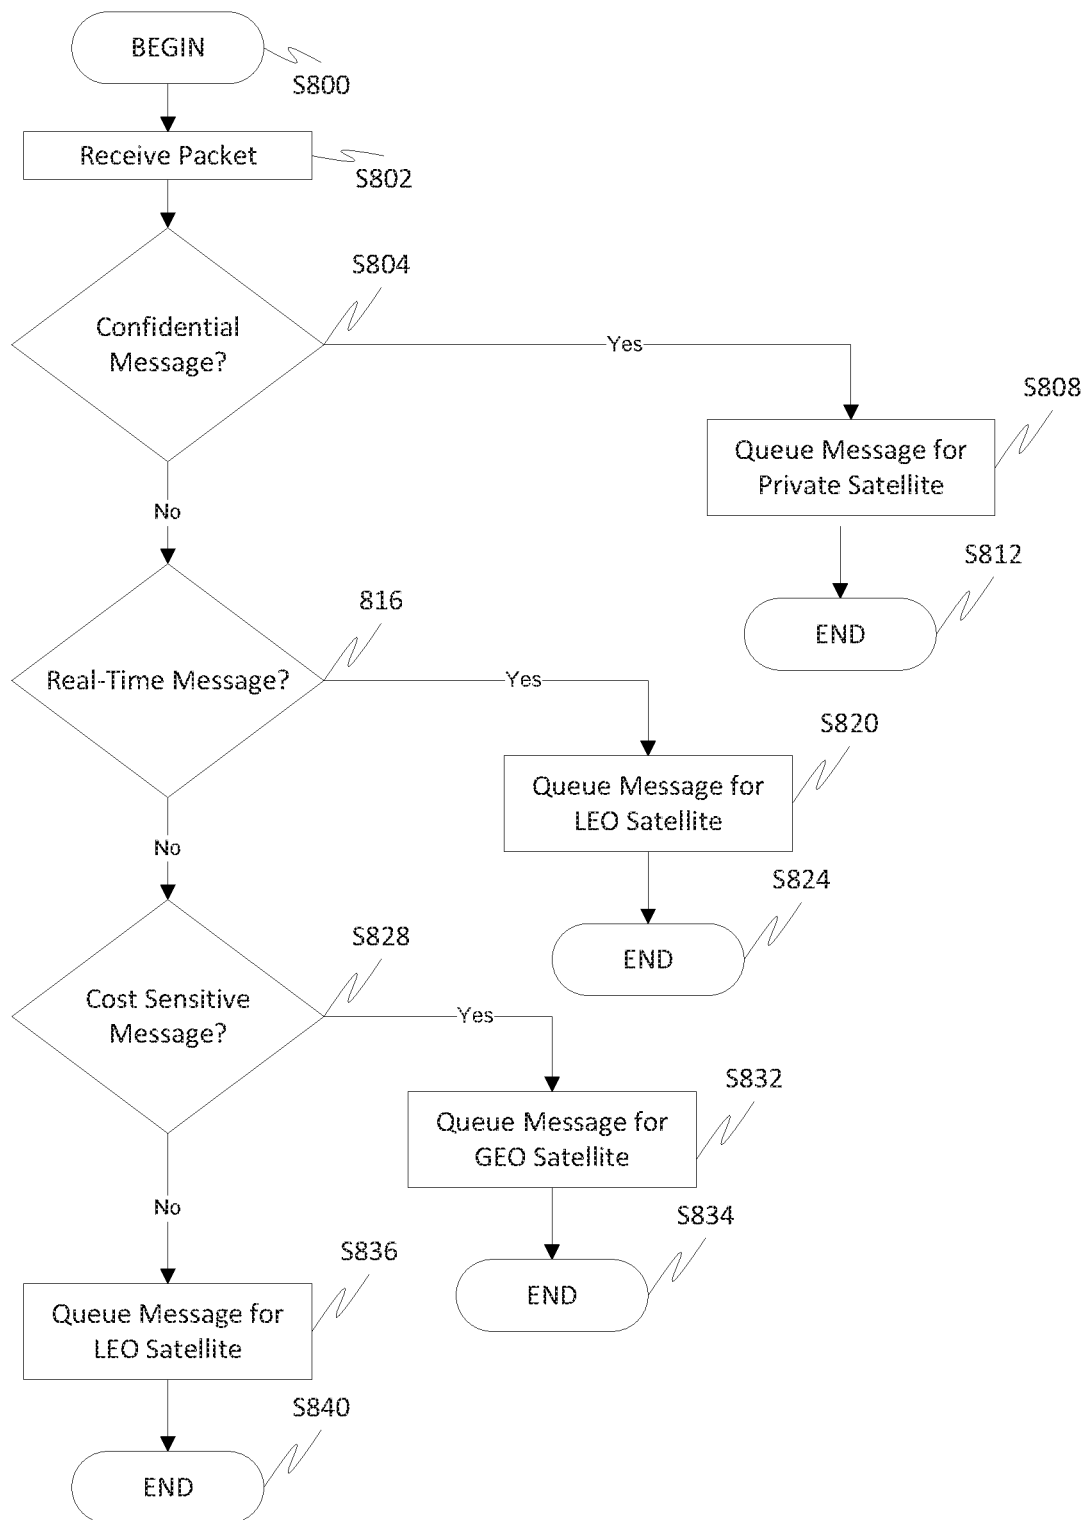 BEGIN
S800
Receive Packet
S802
S804
Confidential
Message?
Yes
S808
Queue Message for
Private Satellite
No
S812
END
816
Real-Time Message?
Yes
S820
Queue Message for
LEO Satellite
No
S824
END
S828
Cost Sensitive
Message?
Yes
S832
Queue Message for
GEO Satellite
No
S834
END
S836
Queue Message for
LEO Satellite
S840
END